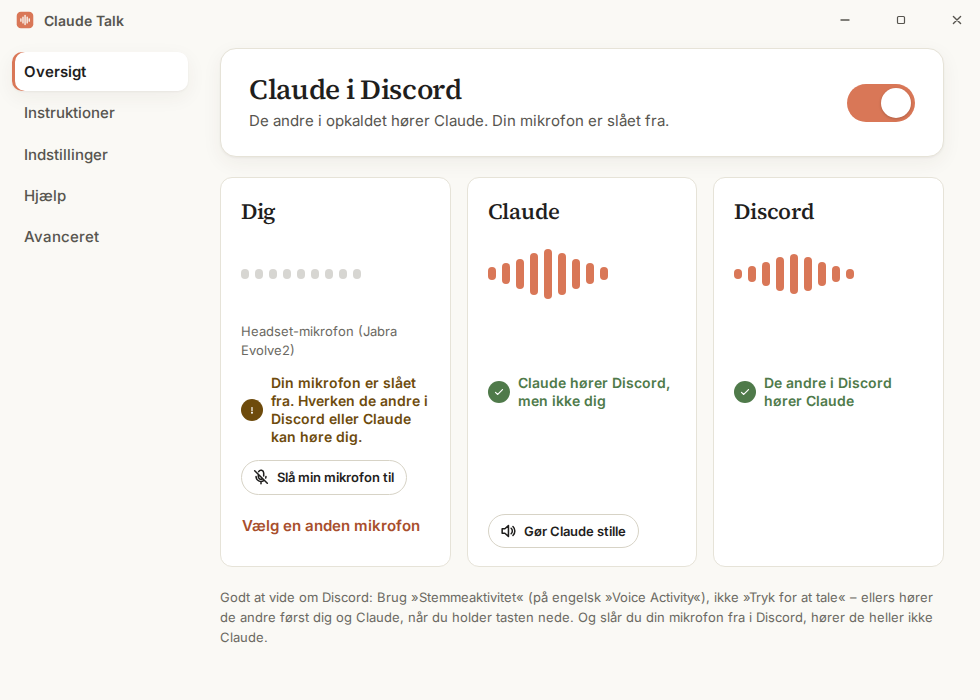 Claude Talk
Oversigt
Instruktioner
Indstillinger
Hjælp
Avanceret
Claude i Discord
De andre i opkaldet hører Claude. Din mikrofon er slået fra.
Dig
Headset-mikrofon (Jabra
Evolve2)
Din mikrofon er slået
fra. Hverken de andre i
Discord eller Claude
kan høre dig.
Slå min mikrofon til
Vælg en anden mikrofon
Claude
Claude hører Discord,
men ikke dig
Gør Claude stille
Discord
De andre i Discord
hører Claude
Godt at vide om Discord: Brug »Stemmeaktivitet« (på engelsk »Voice Activity«), ikke »Tryk for at tale« – ellers hører
de andre først dig og Claude, når du holder tasten nede. Og slår du din mikrofon fra i Discord, hører de heller ikke
Claude.